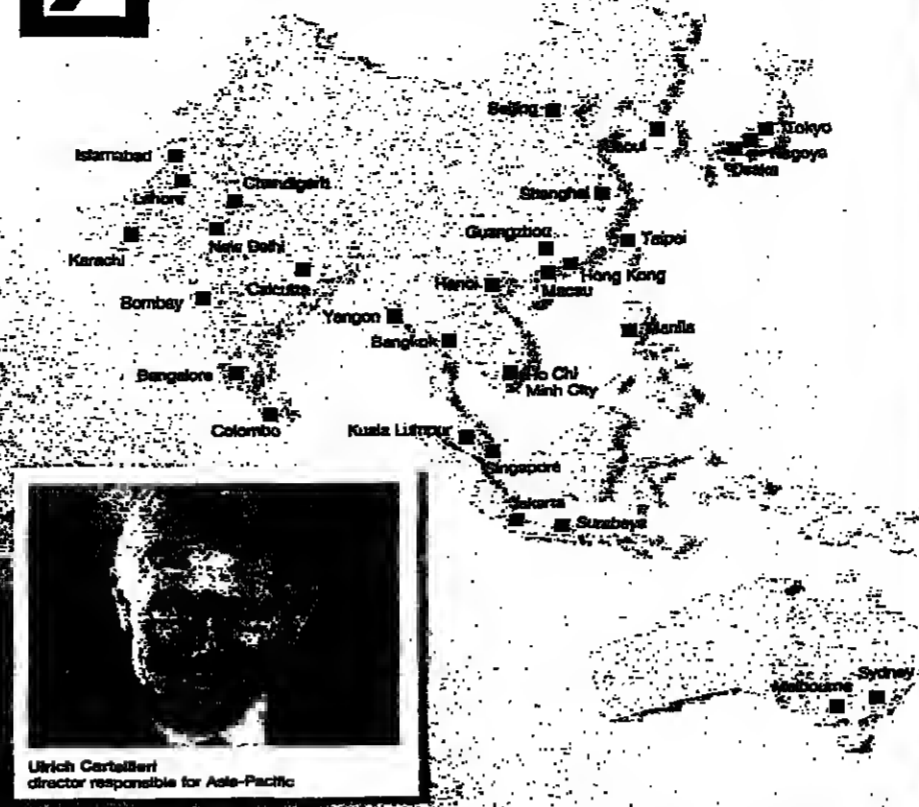 Beijing
Seoul
Tokyo
Nagoya
Osaka
Islamabad
Lahore
Chandigarh
Shanghai
Karachi
New Delhi
Guangzhou
Taipei
Calcutta
Hanoi
Hong Kong
Macau
Bombay
Yangon
Bangkok
Manila
Bangalore
Ho Chi
Minh City
Colombo
Kuala Lumpur
Singapore
Jakarta
Surabaya
Sydney
Melbourne
Ulrich Cartellieri
director responsible for Asia-Pacific